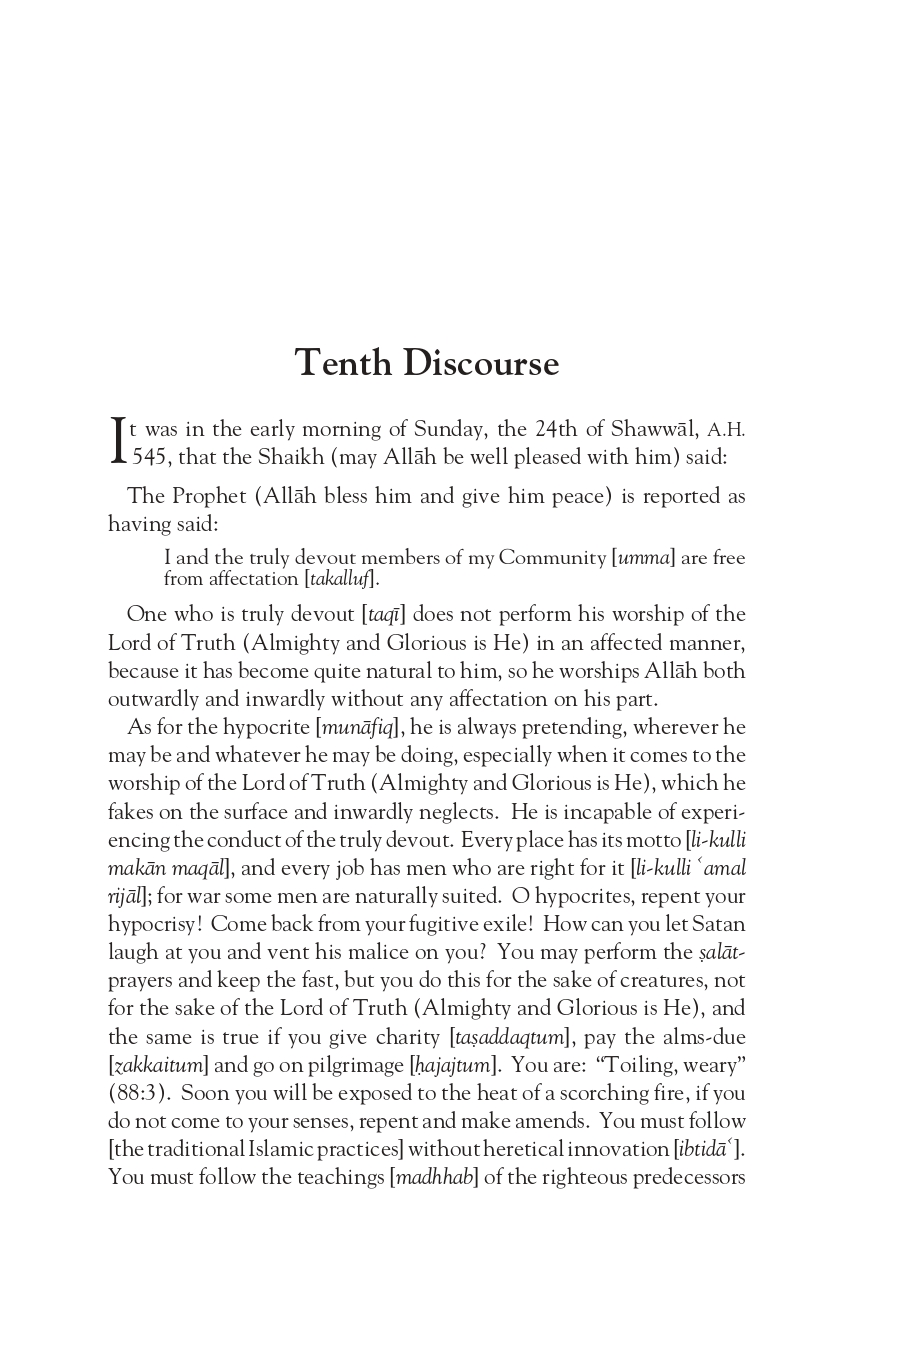 Tenth Discourse
It was in the early morning of Sunday, the 24th of Shawwāl, A.H.
545, that the Shaikh (may Allāh be well pleased with him) said:
The Prophet (Allāh bless him and give him peace) is reported as
having said:
I and the truly devout members of my Community [umma] are free
from affectation [takalluf].
One who is truly devout [taqī] does not perform his worship of the
Lord of Truth (Almighty and Glorious is He) in an affected manner,
because it has become quite natural to him, so he worships Allāh both
outwardly and inwardly without any affectation on his part.
As for the hypocrite [munāfiq], he is always pretending, wherever he
may be and whatever he may be doing, especially when it comes to the
worship of the Lord of Truth (Almighty and Glorious is He), which he
fakes on the surface and inwardly neglects. He is incapable of experi-
encing the conduct of the truly devout. Every place has its motto [li-kulli
makān maqāl], and every job has men who are right for it [li-kulli ʿamal
rijāl]; for war some men are naturally suited. O hypocrites, repent your
hypocrisy! Come back from your fugitive exile! How can you let Satan
laugh at you and vent his malice on you? You may perform the ṣalāt-
prayers and keep the fast, but you do this for the sake of creatures, not
for the sake of the Lord of Truth (Almighty and Glorious is He), and
the same is true if you give charity [taṣaddaqtum], pay the alms-due
[zakkaitum] and go on pilgrimage [ḥajajtum]. You are: “Toiling, weary”
(88:3). Soon you will be exposed to the heat of a scorching fire, if you
do not come to your senses, repent and make amends. You must follow
[the traditional Islamic practices] without heretical innovation [ibtidāʿ].
You must follow the teachings [madhhab] of the righteous predecessors